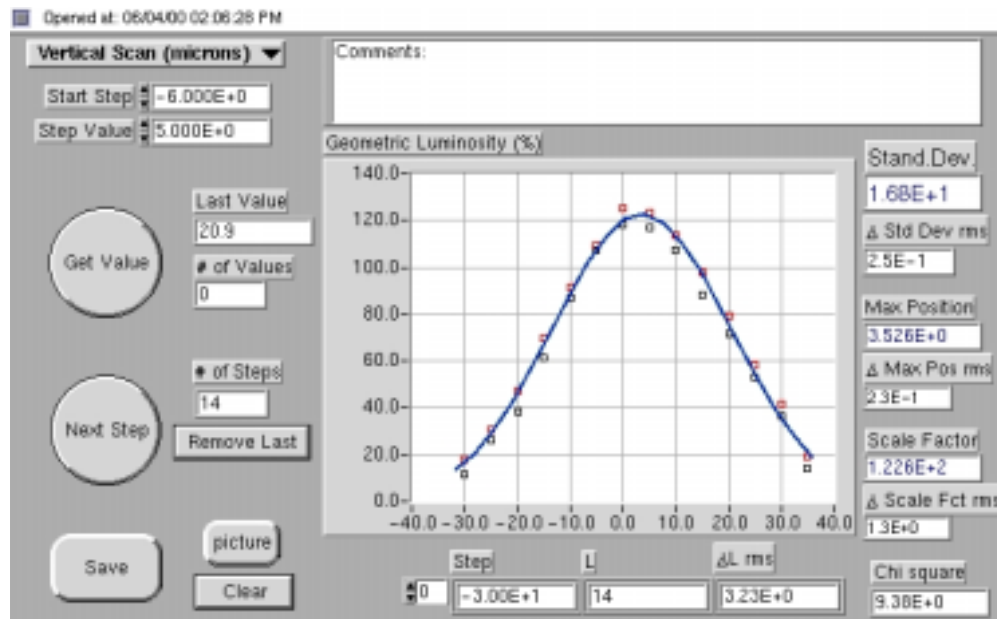 Opened at: 06/04/00 02:06:28 PM
Vertical Scan (microns)
Start Step -6.000E+0
Step Value 5.000E+0
Comments:
Geometric Luminosity (%)
Get Value
Last Value
20.9
# of Values
0
Next Step
# of Steps
14
Remove Last
Save
picture
Clear
140.0
120.0
100.0
80.0
60.0
40.0
20.0
0.0
-40.0 -30.0 -20.0 -10.0 0.0 10.0 20.0 30.0 40.0
Step L ΔL rms
0 -3.00E+1 14 3.23E+0
Stand.Dev.
1.68E+1
Δ Std Dev rms
2.5E-1
Max Position
3.526E+0
Δ Max Pos rms
2.3E-1
Scale Factor
1.226E+2
Δ Scale Fct rms
1.3E+0
Chi square
9.38E+0